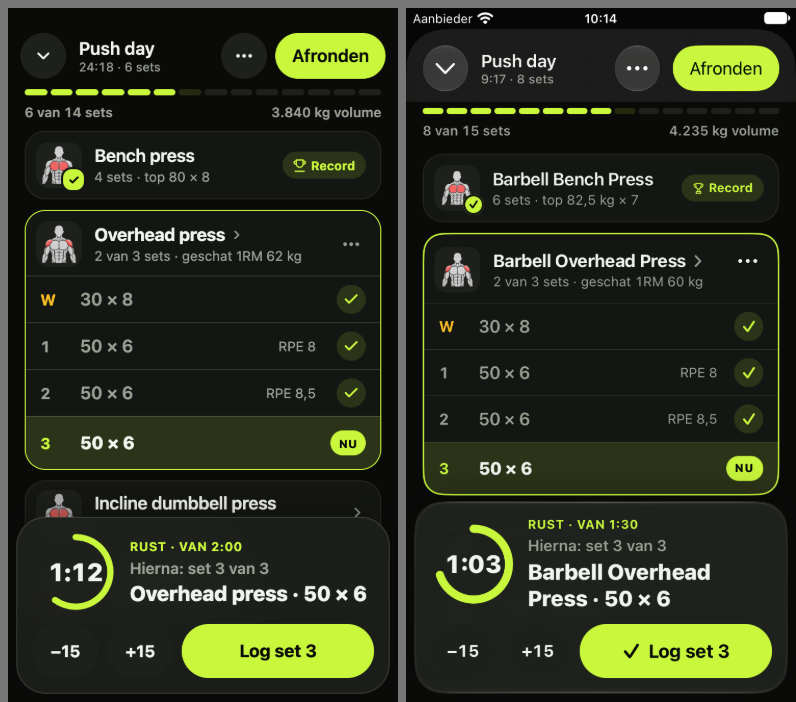 Push day
24:18 · 6 sets
Afronden
6 van 14 sets
3.840 kg volume
Bench press
4 sets · top 80 × 8
Record
Overhead press
2 van 3 sets · geschat 1RM 62 kg
W 30 × 8
1 50 × 6 RPE 8
2 50 × 6 RPE 8,5
3 50 × 6 NU
Incline dumbbell press
1:12
RUST · VAN 2:00
Hierna: set 3 van 3
Overhead press · 50 × 6
−15
+15
Log set 3
Aanbieder
10:14
Push day
9:17 · 8 sets
Afronden
8 van 15 sets
4.235 kg volume
Barbell Bench Press
6 sets · top 82,5 kg × 7
Record
Barbell Overhead Press
2 van 3 sets · geschat 1RM 60 kg
W 30 × 8
1 50 × 6 RPE 8
2 50 × 6 RPE 8,5
3 50 × 6 NU
1:03
RUST · VAN 1:30
Hierna: set 3 van 3
Barbell Overhead
Press · 50 × 6
−15
+15
Log set 3